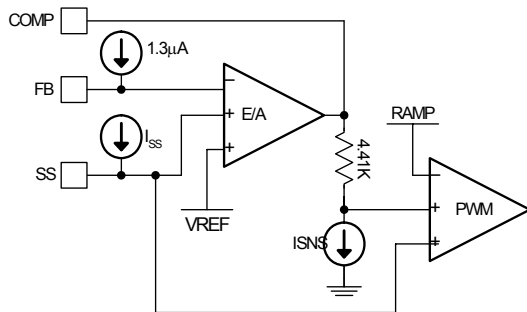 COMP
1.3µA
FB
−
E/A
+
+
I_SS
SS
VREF
4.41K
RAMP
−
+
PWM
+
ISNS